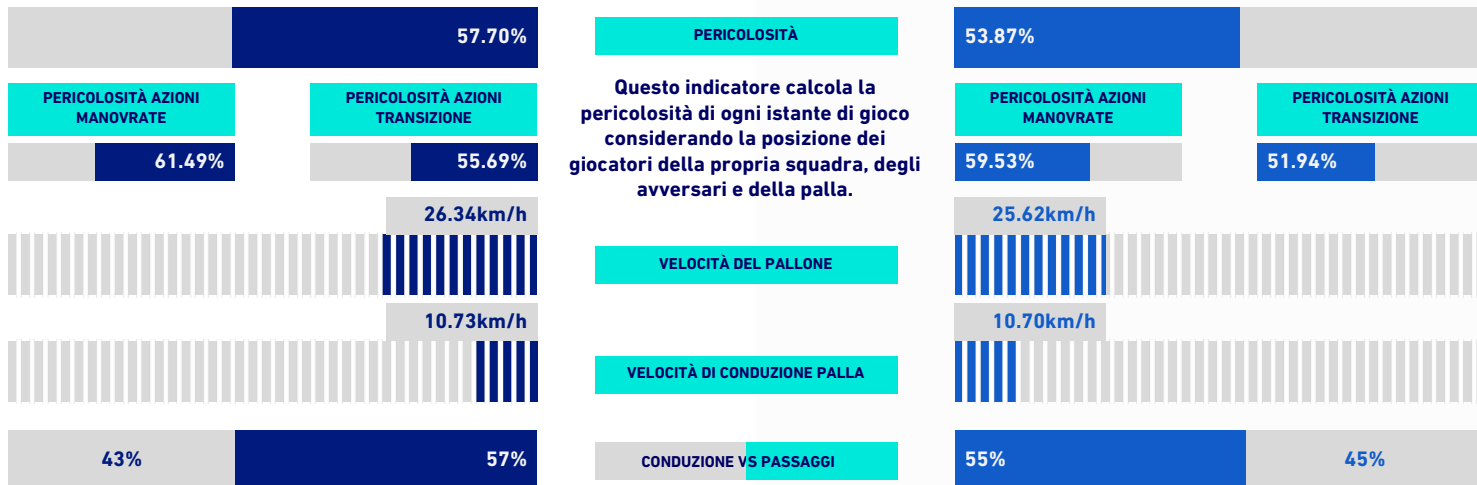 57.70%
PERICOLOSITÀ
53.87%
PERICOLOSITÀ AZIONI
MANOVRATE
PERICOLOSITÀ AZIONI
TRANSIZIONE
Questo indicatore calcola la
pericolosità di ogni istante di gioco
considerando la posizione dei
giocatori della propria squadra, degli
avversari e della palla.
PERICOLOSITÀ AZIONI
MANOVRATE
PERICOLOSITÀ AZIONI
TRANSIZIONE
61.49%
55.69%
59.53%
51.94%
26.34km/h
VELOCITÀ DEL PALLONE
25.62km/h
10.73km/h
VELOCITÀ DI CONDUZIONE PALLA
10.70km/h
43%
57%
CONDUZIONE VS PASSAGGI
55%
45%